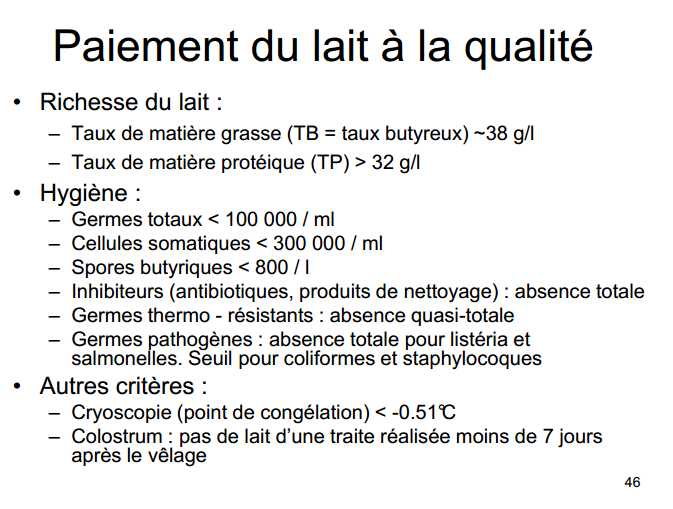 Paiement du lait à la qualité
• Richesse du lait :
– Taux de matière grasse (TB = taux butyreux) ~38 g/l
– Taux de matière protéique (TP) > 32 g/l
• Hygiène :
– Germes totaux < 100 000 / ml
– Cellules somatiques < 300 000 / ml
– Spores butyriques < 800 / l
– Inhibiteurs (antibiotiques, produits de nettoyage) : absence totale
– Germes thermo - résistants : absence quasi-totale
– Germes pathogènes : absence totale pour listéria et
salmonelles. Seuil pour coliformes et staphylocoques
• Autres critères :
– Cryoscopie (point de congélation) < -0.51°C
– Colostrum : pas de lait d’une traite réalisée moins de 7 jours
après le vêlage
46